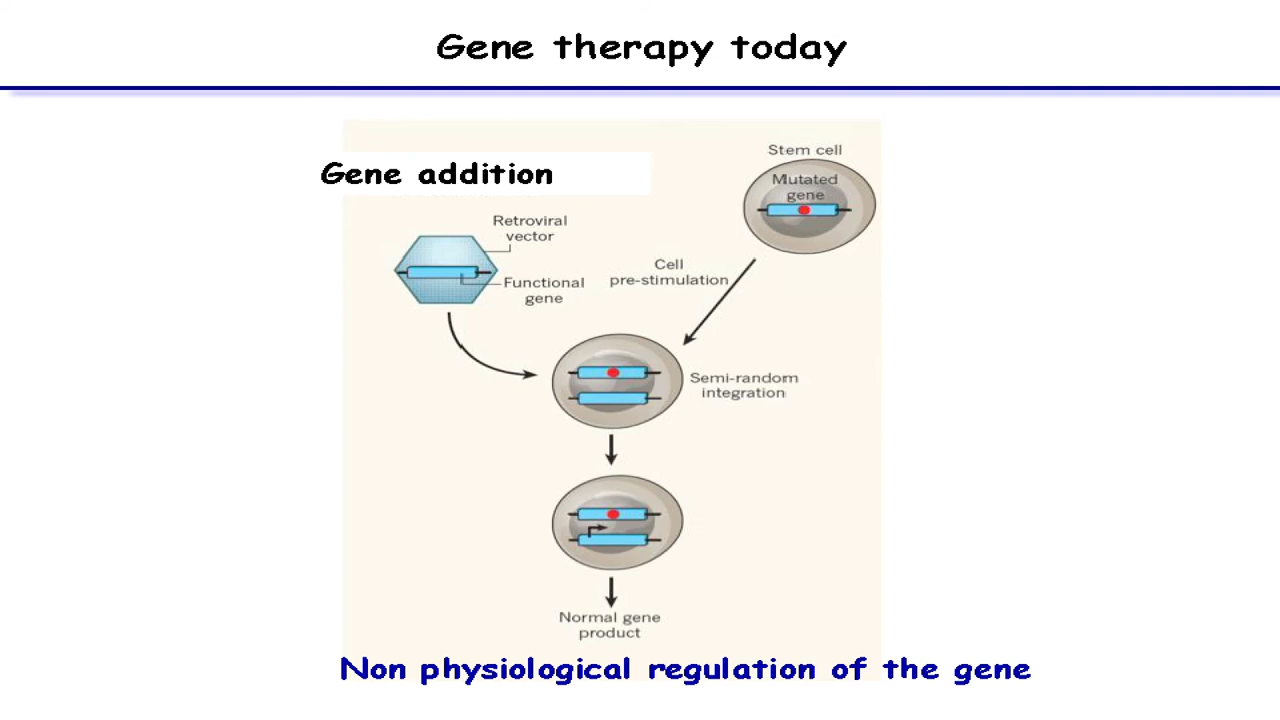 Gene therapy today
Gene addition
Stem cell
Mutated
gene
Retroviral
vector
Functional
gene
Cell
pre-stimulation
Semi-random
integration
Normal gene
product
Non physiological regulation of the gene